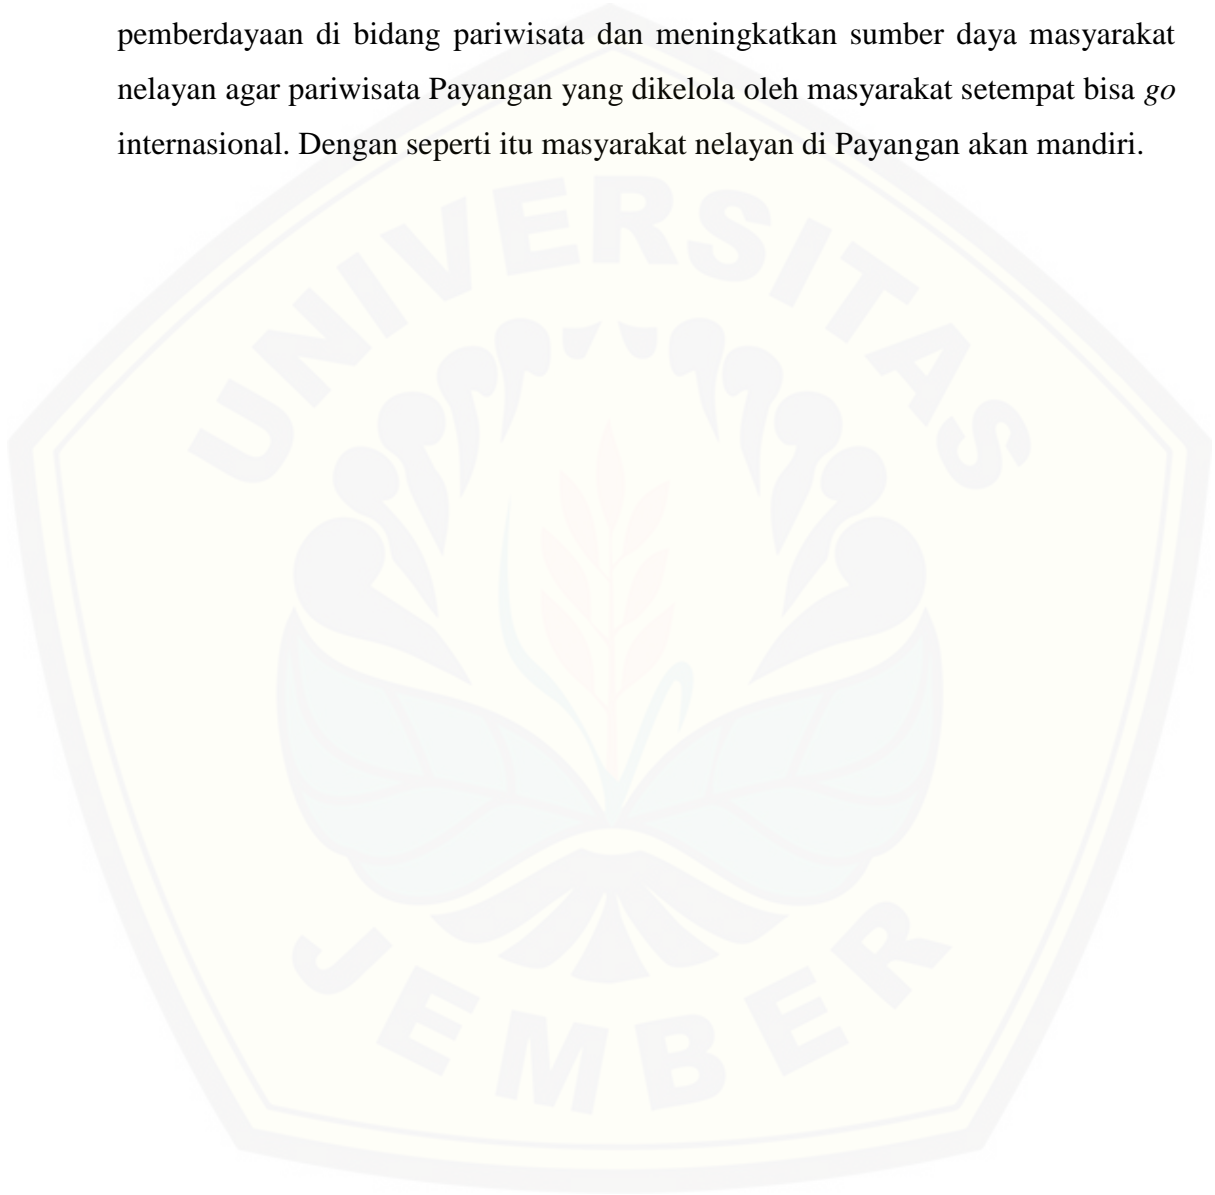 pemberdayaan di bidang pariwisata dan meningkatkan sumber daya masyarakat
nelayan agar pariwisata Payangan yang dikelola oleh masyarakat setempat bisa go
internasional. Dengan seperti itu masyarakat nelayan di Payangan akan mandiri.
UNIVERSITAS
JEMBER